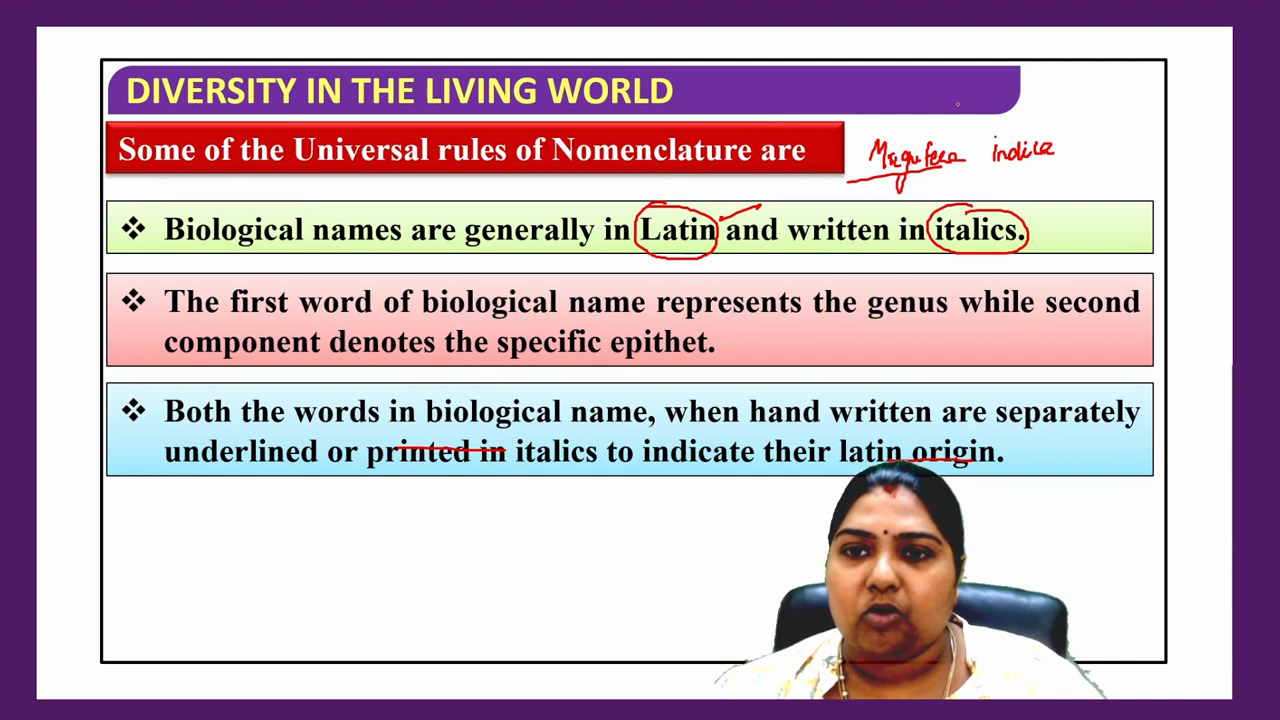 DIVERSITY IN THE LIVING WORLD
Some of the Universal rules of Nomenclature are
indica
❖ Biological names are generally in Latin and written in italics.
❖ The first word of biological name represents the genus while second
component denotes the specific epithet.
❖ Both the words in biological name, when hand written are separately
underlined or printed in italics to indicate their latin origin.